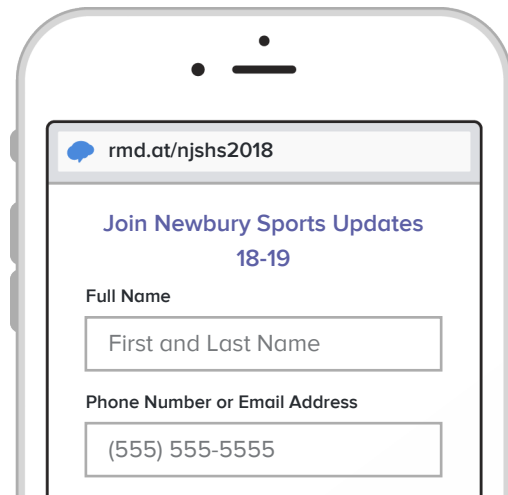 rmd.at/njshs2018
Join Newbury Sports Updates
18-19
Full Name
First and Last Name
Phone Number or Email Address
(555) 555-5555